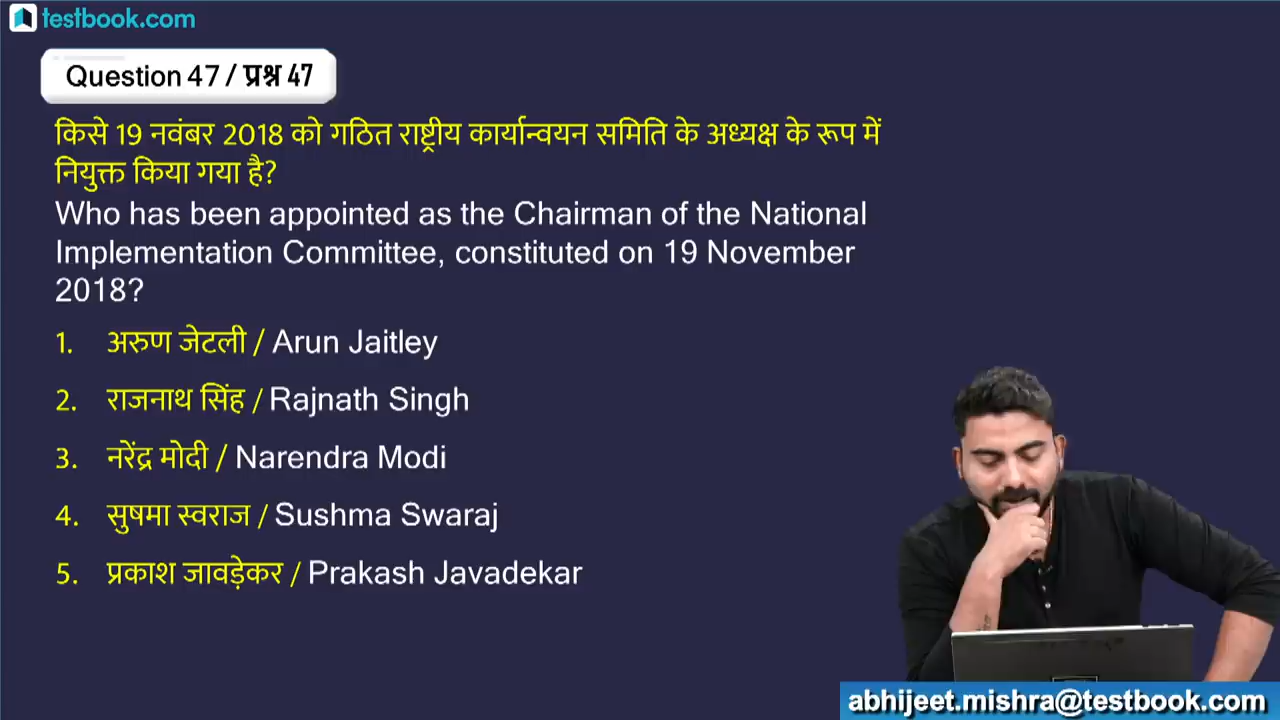 testbook.com
Question 47 / प्रश्न 47
किसे 19 नवंबर 2018 को गठित राष्ट्रीय कार्यान्वयन समिति के अध्यक्ष के रूप में
नियुक्त किया गया है?
Who has been appointed as the Chairman of the National
Implementation Committee, constituted on 19 November
2018?
1. अरुण जेटली / Arun Jaitley
2. राजनाथ सिंह / Rajnath Singh
3. नरेंद्र मोदी / Narendra Modi
4. सुषमा स्वराज / Sushma Swaraj
5. प्रकाश जावड़ेकर / Prakash Javadekar
abhijeet.mishra@testbook.com